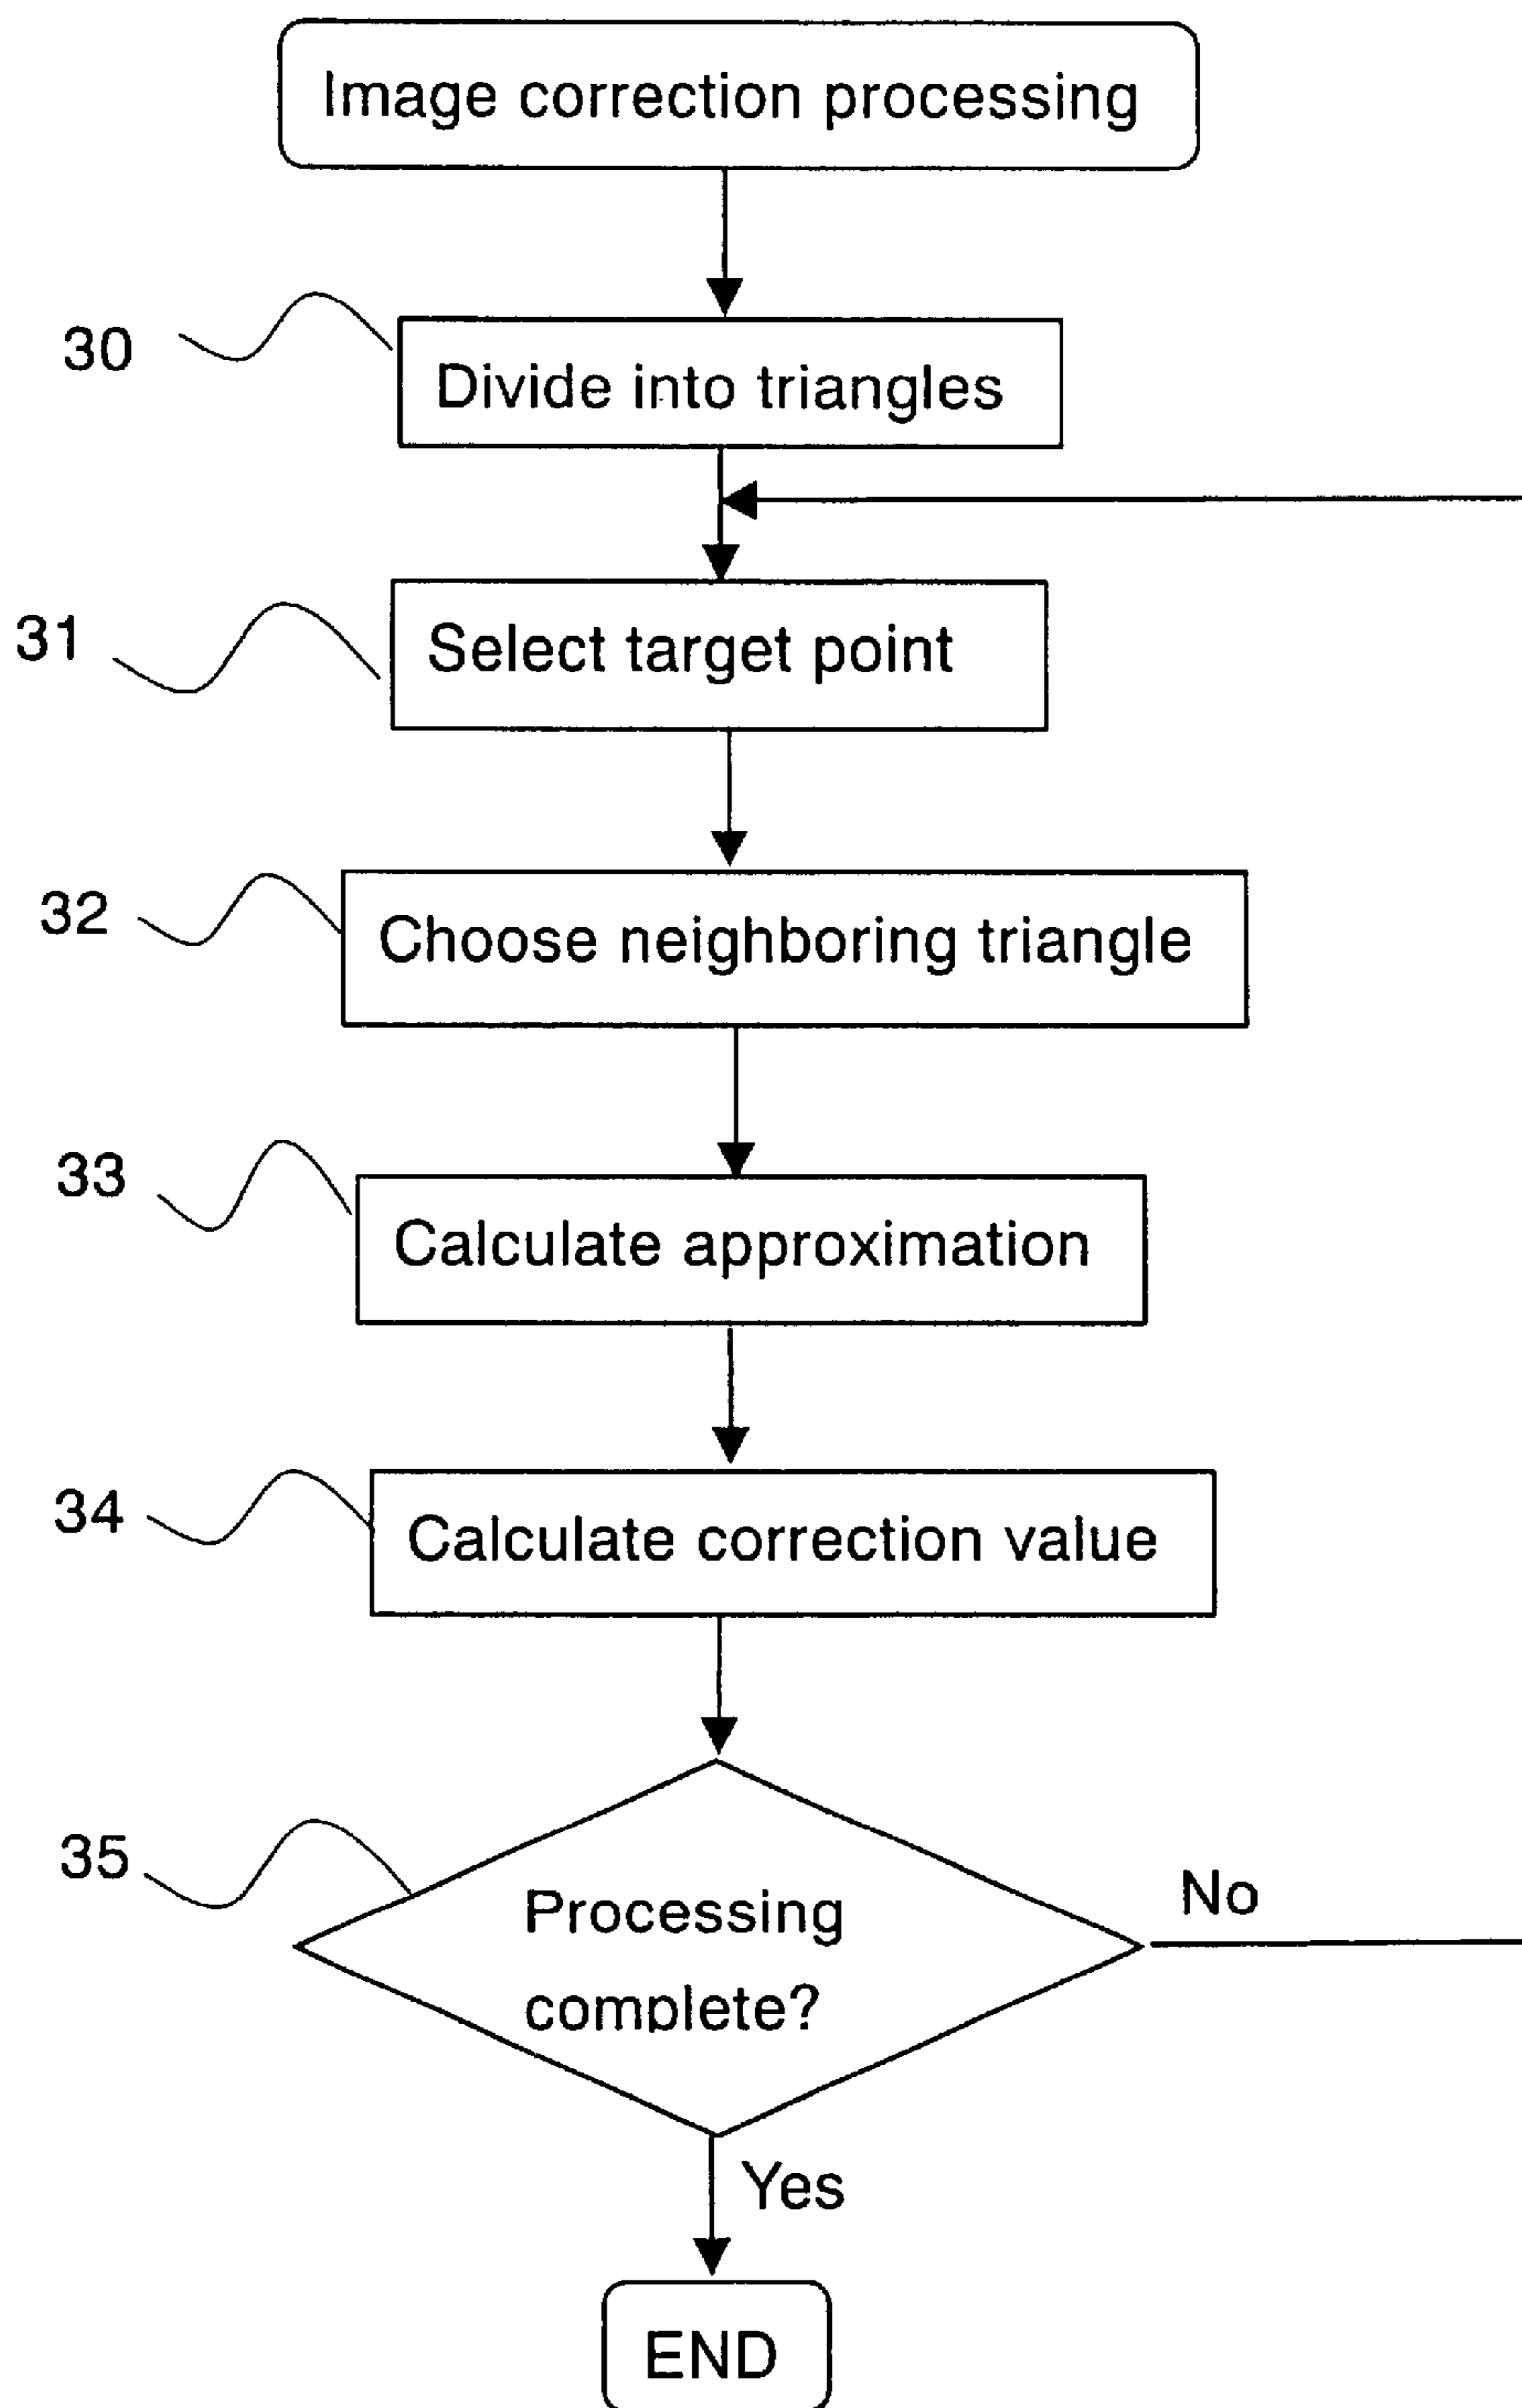 Image correction processing
30
Divide into triangles
31
Select target point
32
Choose neighboring triangle
33
Calculate approximation
34
Calculate correction value
35
Processing
complete?
No
Yes
END